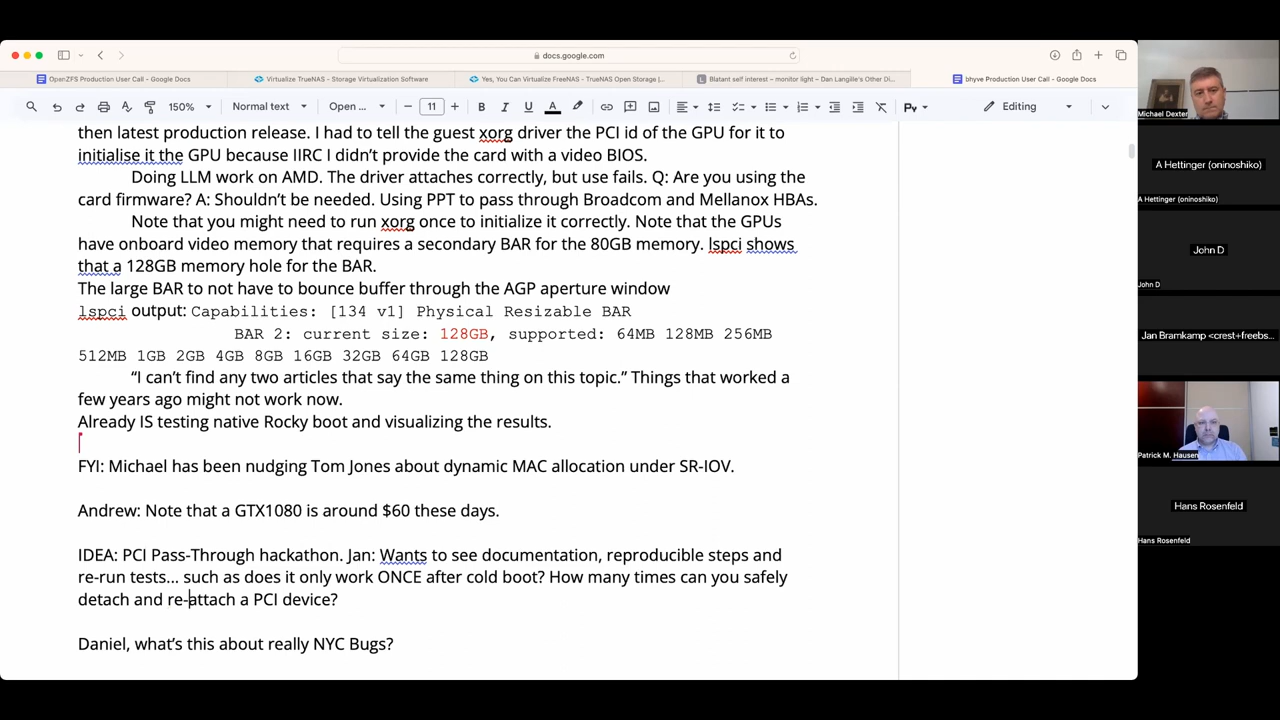 docs.google.com
OpenZFS Production User Call - Google Docs
Virtualize TrueNAS - Storage Virtualization Software
Yes, You Can Virtualize FreeNAS - TrueNAS Open Storage |...
Blatant self interest – monitor light – Dan Langille's Other Di...
bhyve Production User Call - Google Docs
150% Normal text Open ... 11 Editing
then latest production release. I had to tell the guest xorg driver the PCI id of the GPU for it to
initialise it the GPU because IIRC I didn't provide the card with a video BIOS.
Doing LLM work on AMD. The driver attaches correctly, but use fails. Q: Are you using the
card firmware? A: Shouldn't be needed. Using PPT to pass through Broadcom and Mellanox HBAs.
Note that you might need to run xorg once to initialize it correctly. Note that the GPUs
have onboard video memory that requires a secondary BAR for the 80GB memory. lspci shows
that a 128GB memory hole for the BAR.
The large BAR to not have to bounce buffer through the AGP aperture window
lspci output: Capabilities: [134 v1] Physical Resizable BAR
BAR 2: current size: 128GB, supported: 64MB 128MB 256MB
512MB 1GB 2GB 4GB 8GB 16GB 32GB 64GB 128GB
“I can't find any two articles that say the same thing on this topic.” Things that worked a
few years ago might not work now.
Already IS testing native Rocky boot and visualizing the results.
FYI: Michael has been nudging Tom Jones about dynamic MAC allocation under SR-IOV.
Andrew: Note that a GTX1080 is around $60 these days.
IDEA: PCI Pass-Through hackathon. Jan: Wants to see documentation, reproducible steps and
re-run tests... such as does it only work ONCE after cold boot? How many times can you safely
detach and re-attach a PCI device?
Daniel, what's this about really NYC Bugs?
Michael Dexter
A Hettinger (oninoshiko)
A Hettinger (oninoshiko)
John D
John D
Jan Bramkamp <crest+freebs...
Patrick M. Hausen
Hans Rosenfeld
Hans Rosenfeld